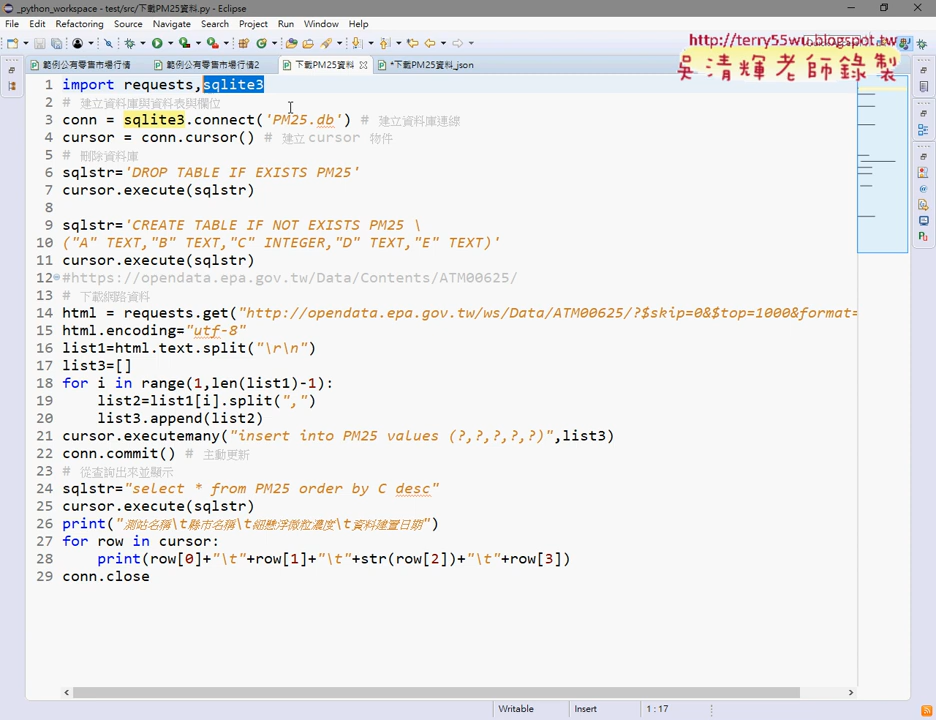 _python_workspace - test/src/下載PM25資料.py - Eclipse
File Edit Refactoring Source Navigate Search Project Run Window Help
http://terry55wu.blogspot.tw
吳清輝老師錄製
範例公有零售市場行情 範例公有零售市場行情2 下載PM25資料 *下載PM25資料_json
1 import requests,sqlite3
2 # 建立資料庫與資料表與欄位
3 conn = sqlite3.connect('PM25.db') # 建立資料庫連線
4 cursor = conn.cursor() # 建立 cursor 物件
5 # 刪除資料庫
6 sqlstr='DROP TABLE IF EXISTS PM25'
7 cursor.execute(sqlstr)
8
9 sqlstr='CREATE TABLE IF NOT EXISTS PM25 \
10 ("A" TEXT,"B" TEXT,"C" INTEGER,"D" TEXT,"E" TEXT)'
11 cursor.execute(sqlstr)
12 #https://opendata.epa.gov.tw/Data/Contents/ATM00625/
13 # 下載網路資料
14 html = requests.get("http://opendata.epa.gov.tw/ws/Data/ATM00625/?$skip=0&$top=1000&format=
15 html.encoding="utf-8"
16 list1=html.text.split("\r\n")
17 list3=[]
18 for i in range(1,len(list1)-1):
19 list2=list1[i].split(",")
20 list3.append(list2)
21 cursor.executemany("insert into PM25 values (?,?,?,?,?)",list3)
22 conn.commit() # 主動更新
23 # 從查詢出來並顯示
24 sqlstr="select * from PM25 order by C desc"
25 cursor.execute(sqlstr)
26 print("測站名稱\t縣市名稱\t細懸浮微粒濃度\t資料建置日期")
27 for row in cursor:
28 print(row[0]+"\t"+row[1]+"\t"+str(row[2])+"\t"+row[3])
29 conn.close
Writable Insert 1 : 17